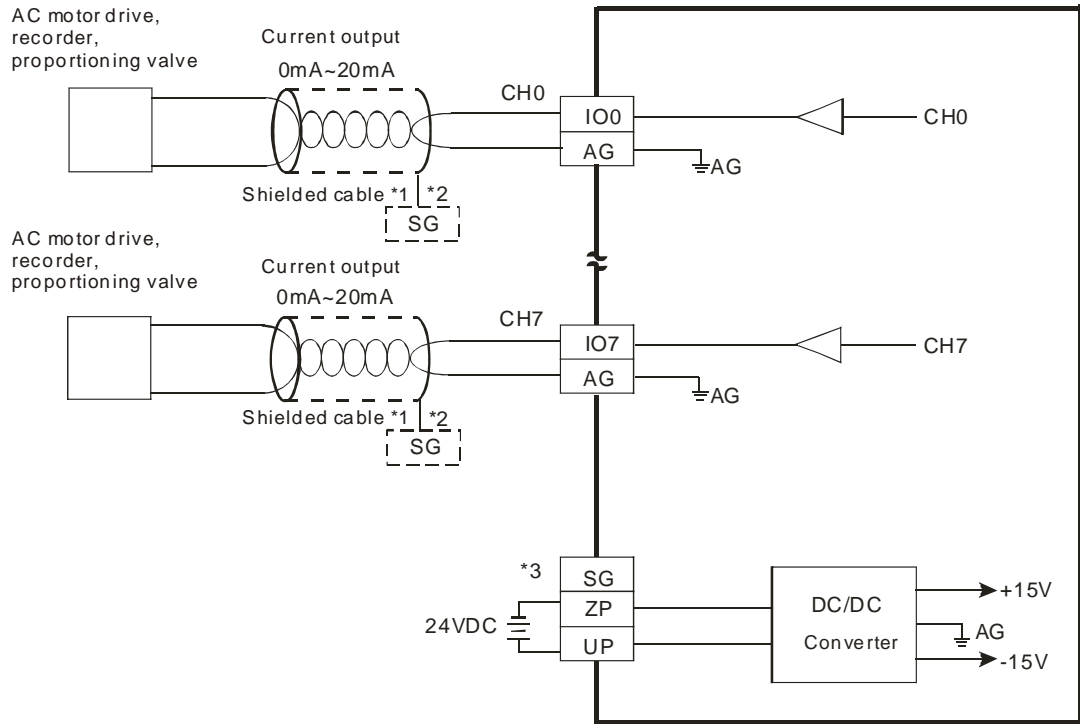 AC motor drive,
recorder,
proportioning valve
Current output
0mA~20mA
CH0
IO0
CH0
AG
AG
Shielded cable *1
*2
SG
AC motor drive,
recorder,
proportioning valve
Current output
0mA~20mA
CH7
IO7
CH7
AG
AG
Shielded cable *1
*2
SG
*3
SG
ZP
UP
24VDC
DC/DC
Converter
+15V
AG
-15V